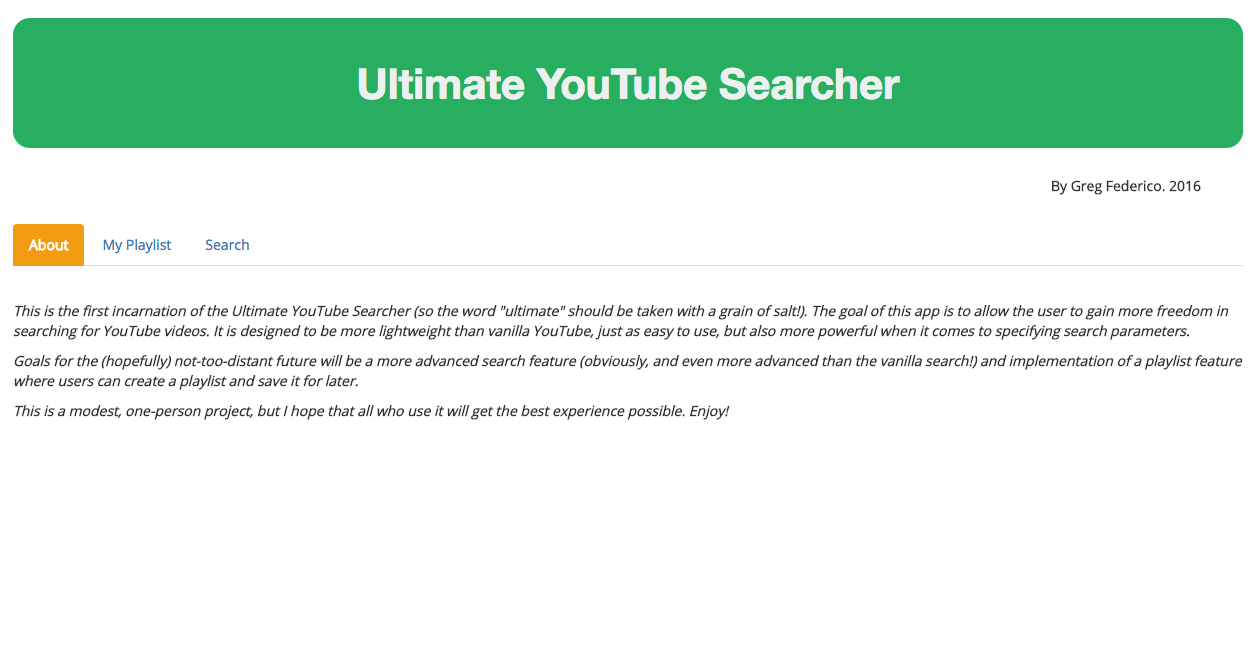 Ultimate YouTube Searcher
By Greg Federico. 2016
About
My Playlist
Search
This is the first incarnation of the Ultimate YouTube Searcher (so the word "ultimate" should be taken with a grain of salt!). The goal of this app is to allow the user to gain more freedom in
searching for YouTube videos. It is designed to be more lightweight than vanilla YouTube, just as easy to use, but also more powerful when it comes to specifying search parameters.
Goals for the (hopefully) not-too-distant future will be a more advanced search feature (obviously, and even more advanced than the vanilla search!) and implementation of a playlist feature
where users can create a playlist and save it for later.
This is a modest, one-person project, but I hope that all who use it will get the best experience possible. Enjoy!